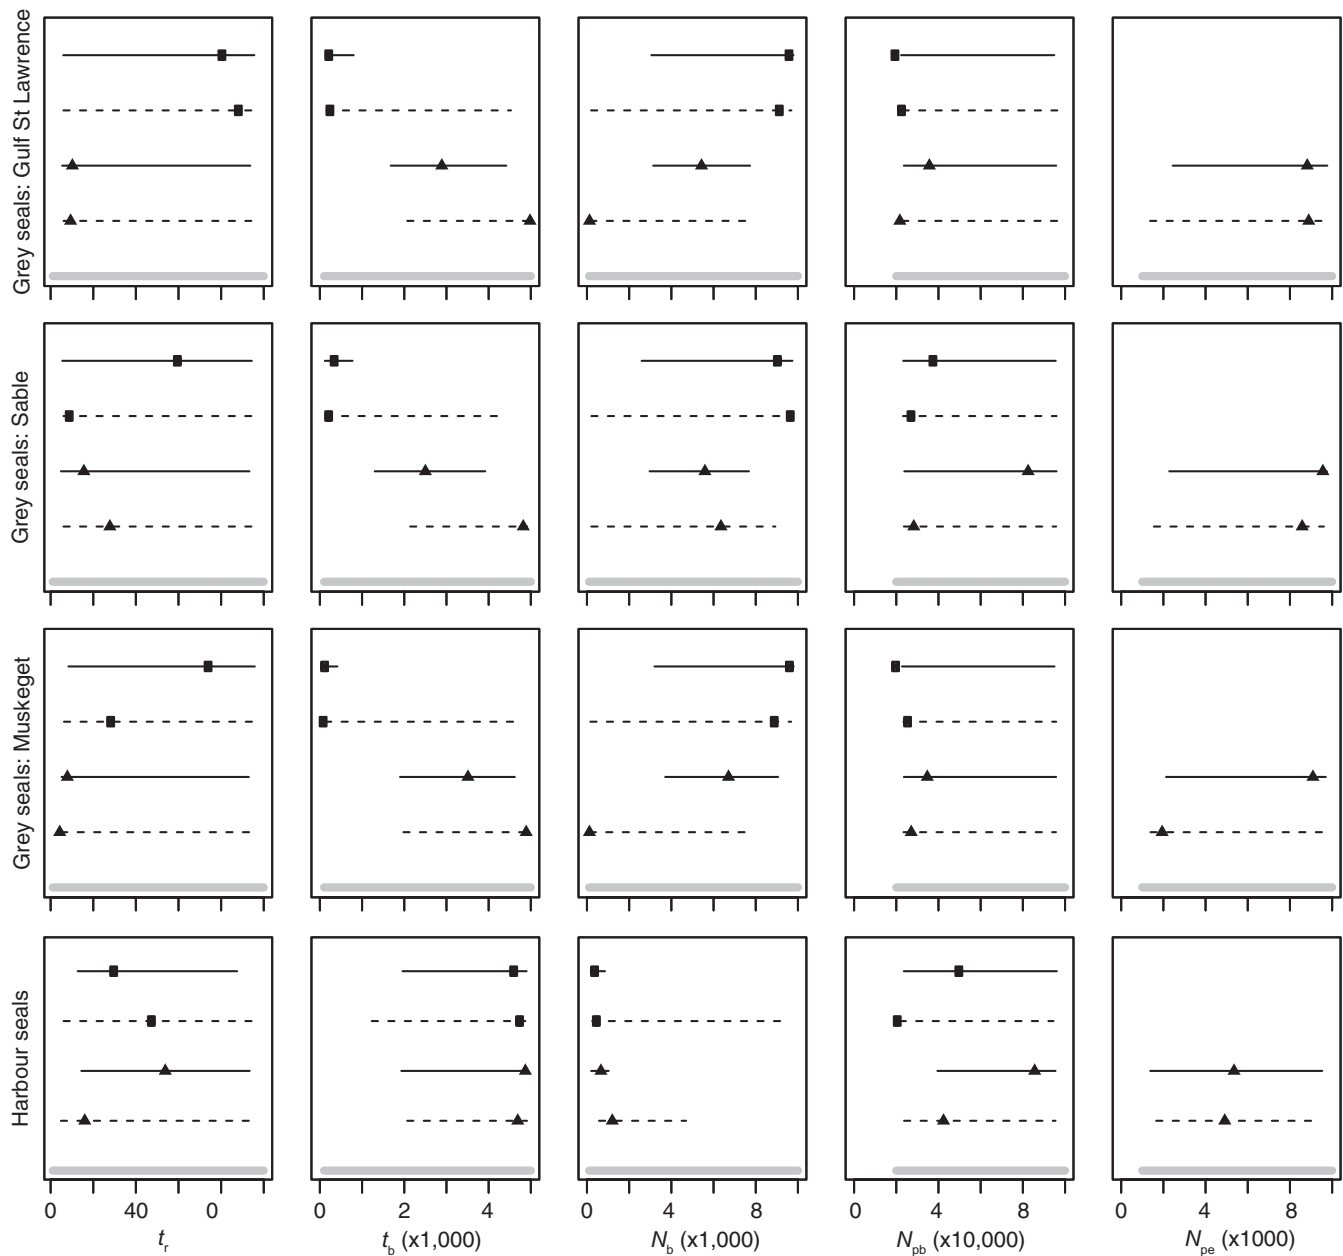 Grey seals: Gulf St Lawrence
Grey seals: Sable
Grey seals: Muskeget
Harbour seals
0 40 0 0 2 4 0 4 8 0 4 8 0 4 8
tr tb (x1,000) Nb (x1,000) Npb (x10,000) Npe (x1000)